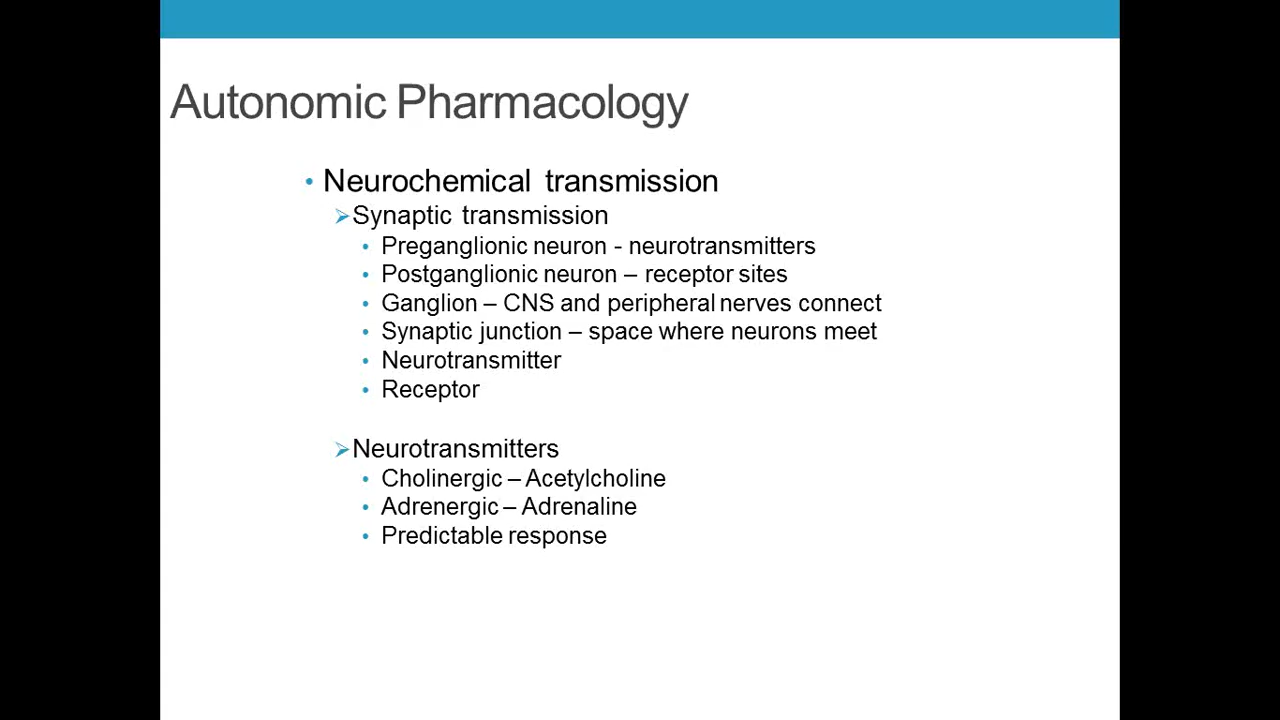 Autonomic Pharmacology
• Neurochemical transmission
➢Synaptic transmission
• Preganglionic neuron - neurotransmitters
• Postganglionic neuron – receptor sites
• Ganglion – CNS and peripheral nerves connect
• Synaptic junction – space where neurons meet
• Neurotransmitter
• Receptor
➢Neurotransmitters
• Cholinergic – Acetylcholine
• Adrenergic – Adrenaline
• Predictable response